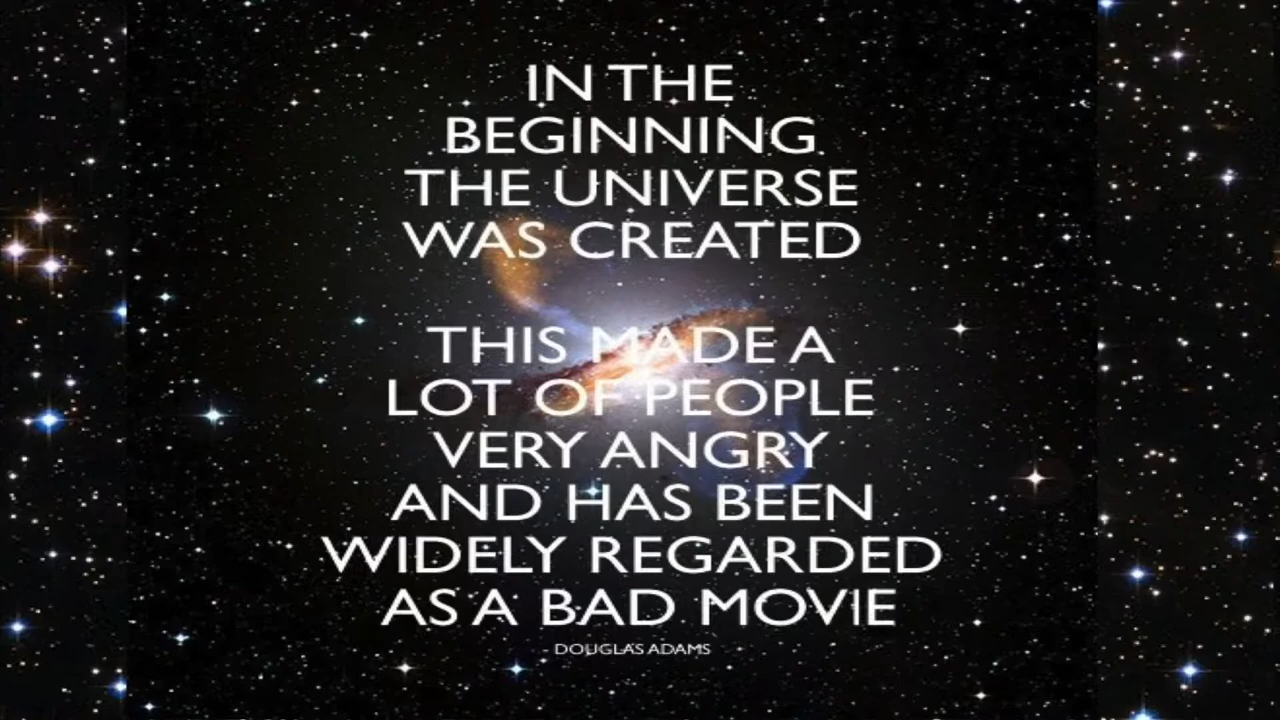 IN THE
BEGINNING
THE UNIVERSE
WAS CREATED
THIS MADE A
LOT OF PEOPLE
VERY ANGRY
AND HAS BEEN
WIDELY REGARDED
AS A BAD MOVIE
DOUGLAS ADAMS